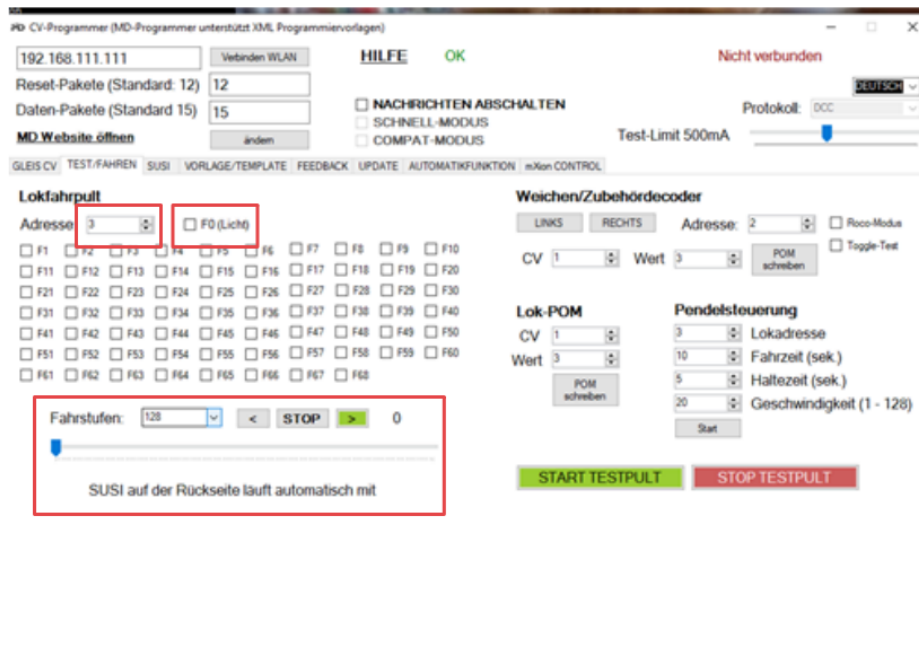 CV-Programmer (MD-Programmer unterstützt XML Programmiervorlagen)
192.168.111.111 Verbinden WLAN HILFE OK Nicht verbunden
Reset-Pakete (Standard: 12) 12 DEUTSCH
Daten-Pakete (Standard 15) 15 NACHRICHTEN ABSCHALTEN Protokoll: DCC
SCHNELL-MODUS
MD Website öffnen ändern COMPAT-MODUS Test-Limit 500mA
GLEIS CV TEST/FAHREN SUSI VORLAGE/TEMPLATE FEEDBACK UPDATE AUTOMATIKFUNKTION mXion CONTROL
Lokfahrpult
Adresse 3 F0 (Licht)
F1 F2 F3 F4 F5 F6 F7 F8 F9 F10
F11 F12 F13 F14 F15 F16 F17 F18 F19 F20
F21 F22 F23 F24 F25 F26 F27 F28 F29 F30
F31 F32 F33 F34 F35 F36 F37 F38 F39 F40
F41 F42 F43 F44 F45 F46 F47 F48 F49 F50
F51 F52 F53 F54 F55 F56 F57 F58 F59 F60
F61 F62 F63 F64 F65 F66 F67 F68
Fahrstufen: 128 < STOP > 0
SUSI auf der Rückseite läuft automatisch mit
Weichen/Zubehördecoder
LINKS RECHTS Adresse: 2 Roco-Modus
Toggle-Test
CV 1 Wert 3 POM schreiben
Lok-POM
CV 1
Wert 3
POM
schreiben
Pendelsteuerung
3 Lokadresse
10 Fahrzeit (sek.)
5 Haltezeit (sek.)
20 Geschwindigkeit (1 - 128)
Start
START TESTPULT STOP TESTPULT